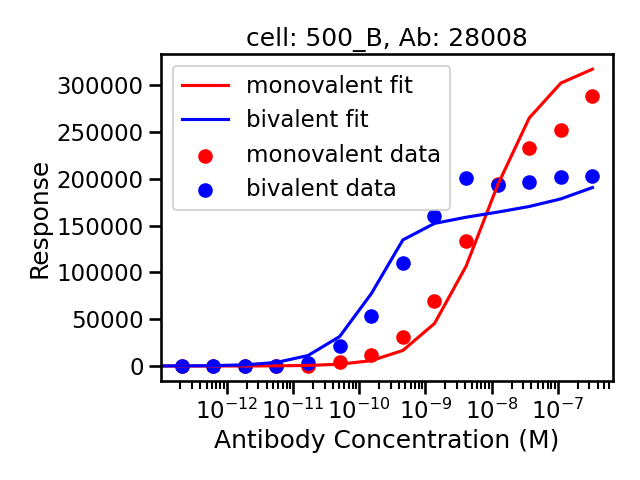 cell: 500_B, Ab: 28008
monovalent fit
bivalent fit
monovalent data
bivalent data
Response
300000
250000
200000
150000
100000
50000
0
10⁻¹² 10⁻¹¹ 10⁻¹⁰ 10⁻⁹ 10⁻⁸ 10⁻⁷
Antibody Concentration (M)